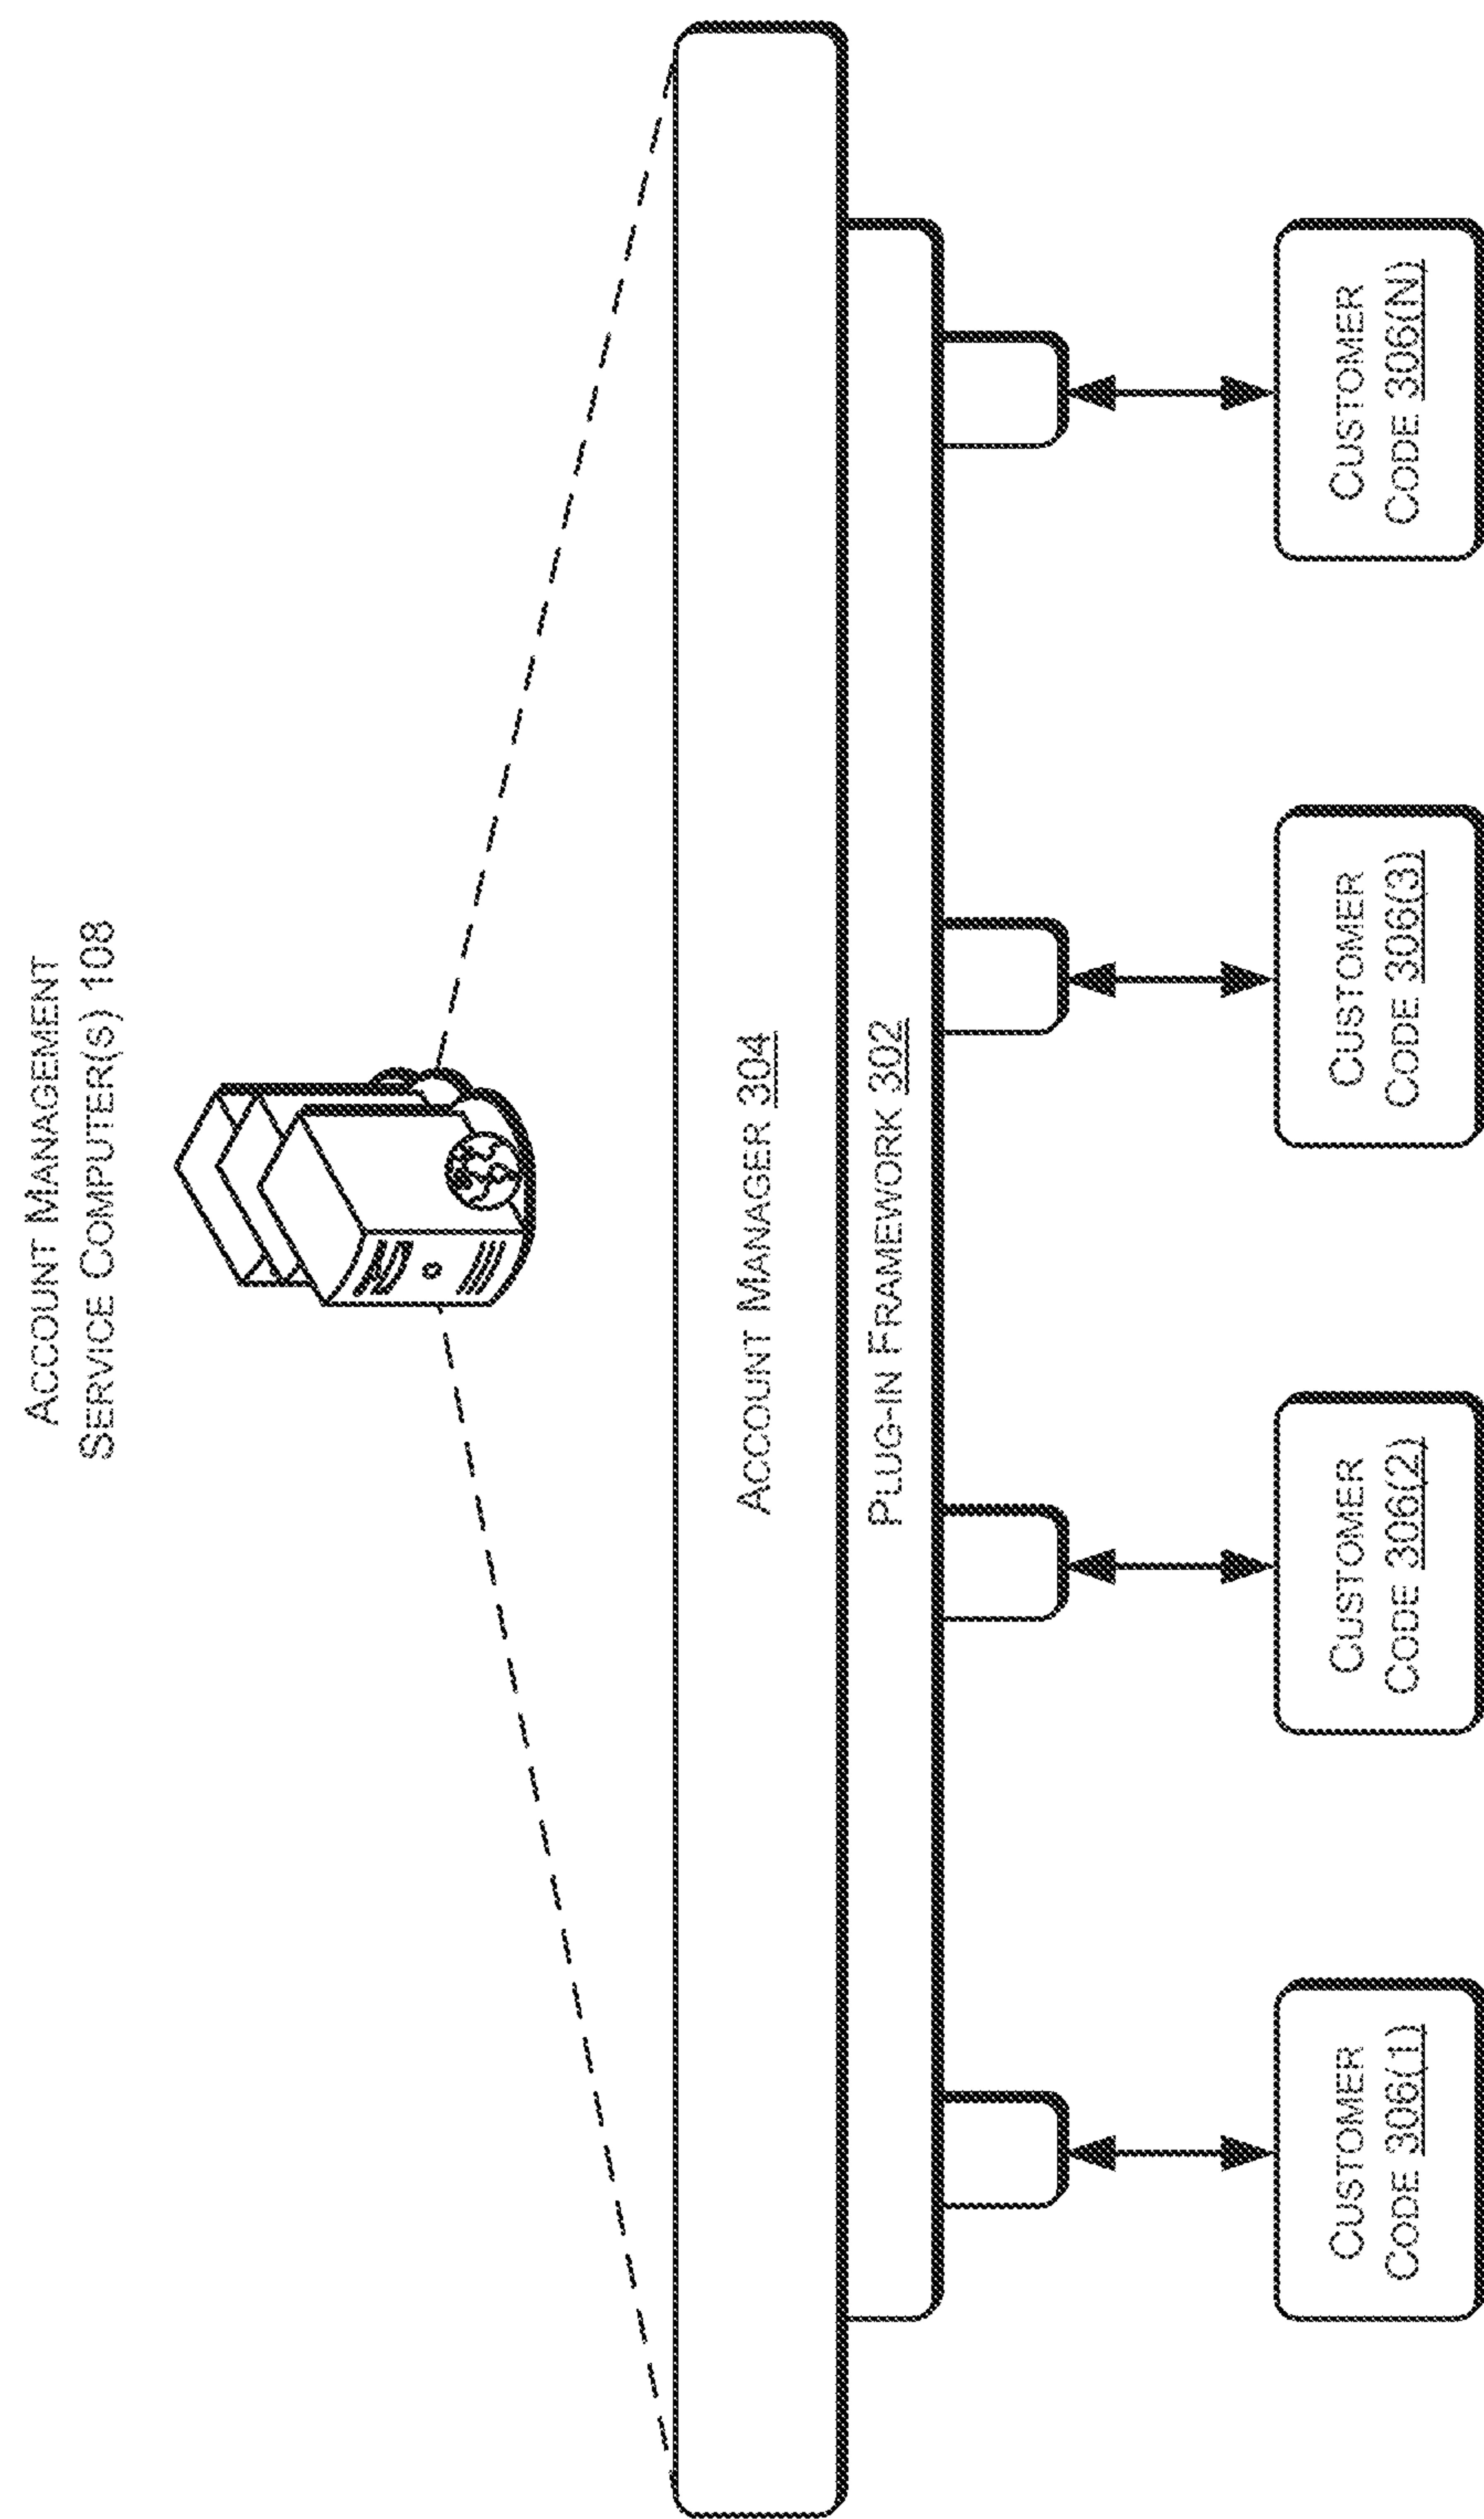 ACCOUNT MANAGEMENT
SERVICE COMPUTER(S) 108
ACCOUNT MANAGER 304
PLUG-IN FRAMEWORK 302
CUSTOMER
CODE 306(1)
CUSTOMER
CODE 306(2)
CUSTOMER
CODE 306(3)
CUSTOMER
CODE 306(N)